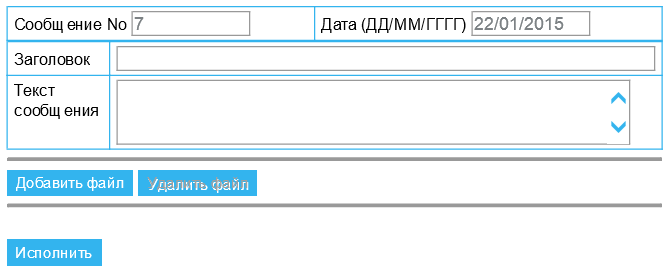 Сообщение No 7 Дата (ДД/ММ/ГГГГ) 22/01/2015
Заголовок
Текст
сообщения
Добавить файл Удалить файл
Исполнить